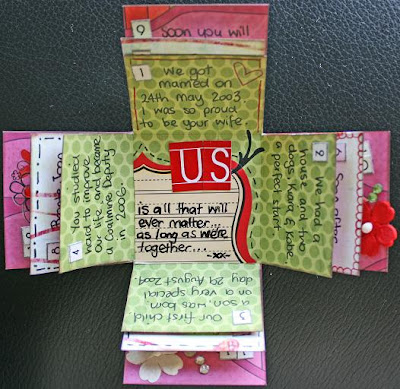 9 Soon you will
1 We got
married on
24th May 2003.
I was so proud
to be your wife.
2 We had a
house and two
dogs, & Kobe
a perfect start
3 Our first child,
a son, was born
on a very special
day 29 August 2004.
4 You studied
hard to improve
our life and became
a coalmine Deputy
in 2006.
US
is all that will
ever matter...
as long as we're
together...
-xx-